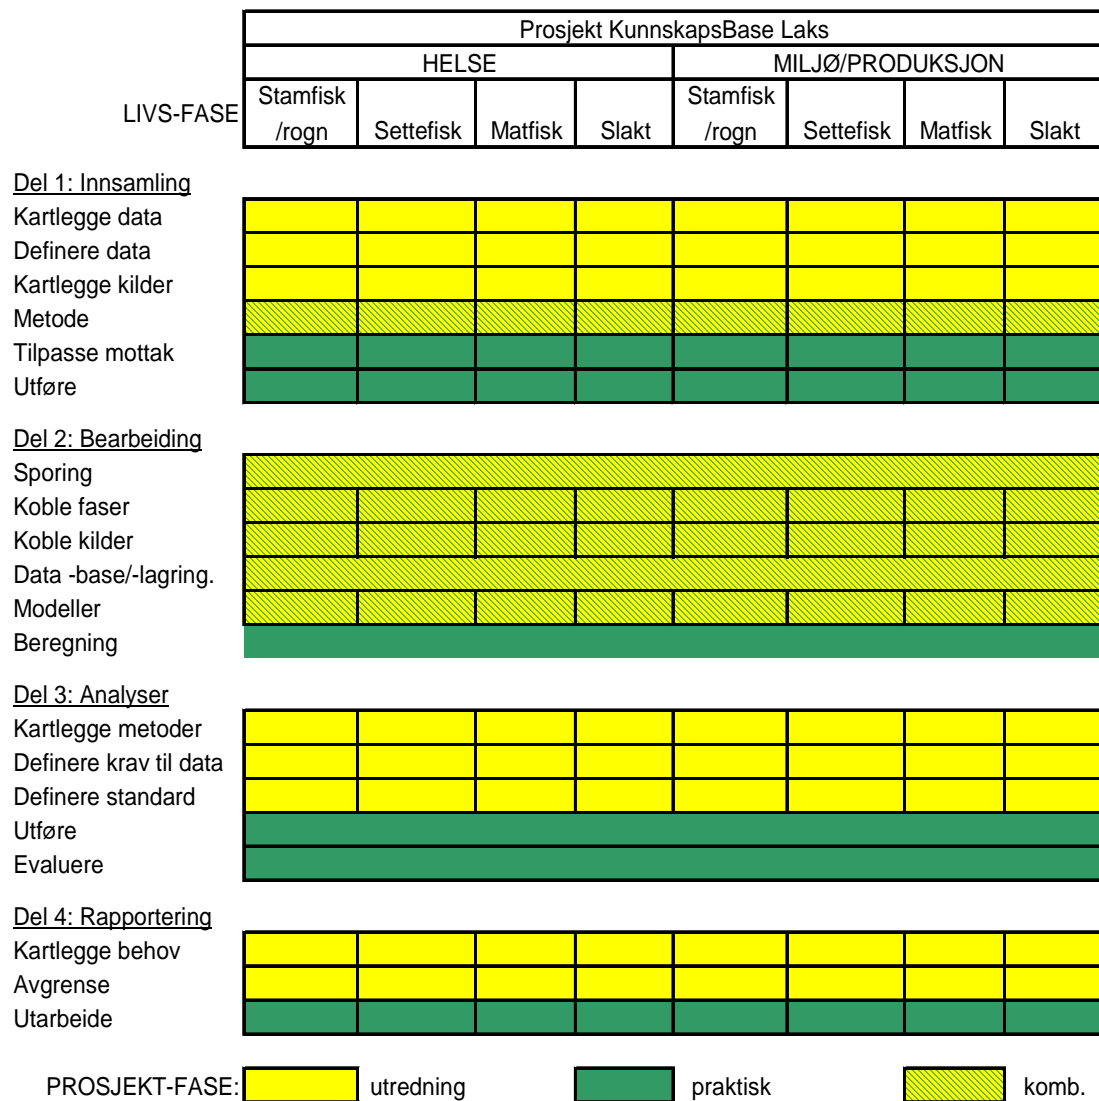 Prosjekt KunnskapsBase Laks
HELSE MILJØ/PRODUKSJON
LIVS-FASE Stamfisk /rogn Settefisk Matfisk Slakt Stamfisk /rogn Settefisk Matfisk Slakt
Del 1: Innsamling
Kartlegge data
Definere data
Kartlegge kilder
Metode
Tilpasse mottak
Utføre
Del 2: Bearbeiding
Sporing
Koble faser
Koble kilder
Data -base/-lagring.
Modeller
Beregning
Del 3: Analyser
Kartlegge metoder
Definere krav til data
Definere standard
Utføre
Evaluere
Del 4: Rapportering
Kartlegge behov
Avgrense
Utarbeide
PROSJEKT-FASE: utredning praktisk komb.